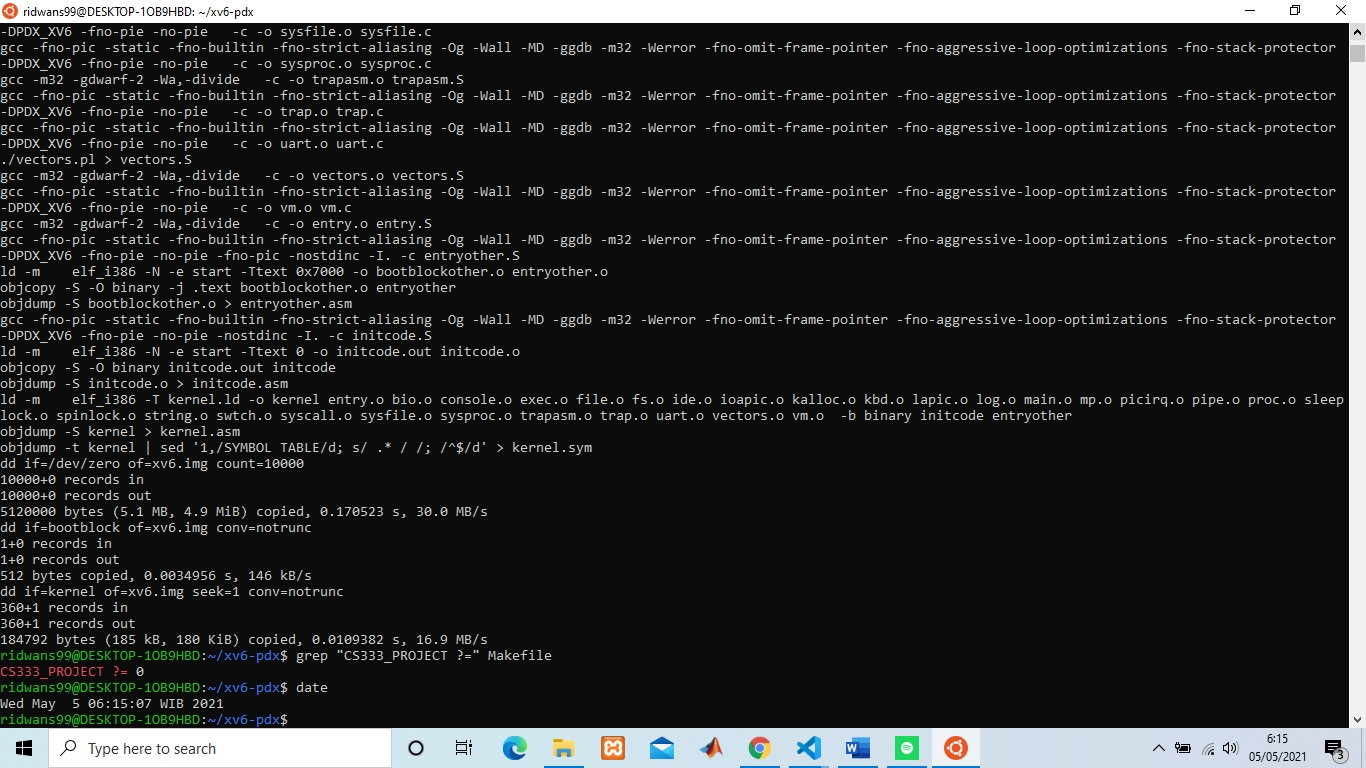 ridwans99@DESKTOP-1OB9HBD: ~/xv6-pdx
-DPDX_XV6 -fno-pie -no-pie   -c -o sysfile.o sysfile.c
gcc -fno-pic -static -fno-builtin -fno-strict-aliasing -Og -Wall -MD -ggdb -m32 -Werror -fno-omit-frame-pointer -fno-aggressive-loop-optimizations -fno-stack-protector
-DPDX_XV6 -fno-pie -no-pie   -c -o sysproc.o sysproc.c
gcc -m32 -gdwarf-2 -Wa,-divide   -c -o trapasm.o trapasm.S
gcc -fno-pic -static -fno-builtin -fno-strict-aliasing -Og -Wall -MD -ggdb -m32 -Werror -fno-omit-frame-pointer -fno-aggressive-loop-optimizations -fno-stack-protector
-DPDX_XV6 -fno-pie -no-pie   -c -o trap.o trap.c
gcc -fno-pic -static -fno-builtin -fno-strict-aliasing -Og -Wall -MD -ggdb -m32 -Werror -fno-omit-frame-pointer -fno-aggressive-loop-optimizations -fno-stack-protector
-DPDX_XV6 -fno-pie -no-pie   -c -o uart.o uart.c
./vectors.pl > vectors.S
gcc -m32 -gdwarf-2 -Wa,-divide   -c -o vectors.o vectors.S
gcc -fno-pic -static -fno-builtin -fno-strict-aliasing -Og -Wall -MD -ggdb -m32 -Werror -fno-omit-frame-pointer -fno-aggressive-loop-optimizations -fno-stack-protector
-DPDX_XV6 -fno-pie -no-pie   -c -o vm.o vm.c
gcc -m32 -gdwarf-2 -Wa,-divide   -c -o entry.o entry.S
gcc -fno-pic -static -fno-builtin -fno-strict-aliasing -Og -Wall -MD -ggdb -m32 -Werror -fno-omit-frame-pointer -fno-aggressive-loop-optimizations -fno-stack-protector
-DPDX_XV6 -fno-pie -no-pie -fno-pic -nostdinc -I. -c entryother.S
ld -m    elf_i386 -N -e start -Ttext 0x7000 -o bootblockother.o entryother.o
objcopy -S -O binary -j .text bootblockother.o entryother
objdump -S bootblockother.o > entryother.asm
gcc -fno-pic -static -fno-builtin -fno-strict-aliasing -Og -Wall -MD -ggdb -m32 -Werror -fno-omit-frame-pointer -fno-aggressive-loop-optimizations -fno-stack-protector
-DPDX_XV6 -fno-pie -no-pie -nostdinc -I. -c initcode.S
ld -m    elf_i386 -N -e start -Ttext 0 -o initcode.out initcode.o
objcopy -S -O binary initcode.out initcode
objdump -S initcode.o > initcode.asm
ld -m    elf_i386 -T kernel.ld -o kernel entry.o bio.o console.o exec.o file.o fs.o ide.o ioapic.o kalloc.o kbd.o lapic.o log.o main.o mp.o picirq.o pipe.o proc.o sleep
lock.o spinlock.o string.o swtch.o syscall.o sysfile.o sysproc.o trapasm.o trap.o uart.o vectors.o vm.o  -b binary initcode entryother
objdump -S kernel > kernel.asm
objdump -t kernel | sed '1,/SYMBOL TABLE/d; s/ .* / /; /^$/d' > kernel.sym
dd if=/dev/zero of=xv6.img count=10000
10000+0 records in
10000+0 records out
5120000 bytes (5.1 MB, 4.9 MiB) copied, 0.170523 s, 30.0 MB/s
dd if=bootblock of=xv6.img conv=notrunc
1+0 records in
1+0 records out
512 bytes copied, 0.0034956 s, 146 kB/s
dd if=kernel of=xv6.img seek=1 conv=notrunc
360+1 records in
360+1 records out
184792 bytes (185 kB, 180 KiB) copied, 0.0109382 s, 16.9 MB/s
ridwans99@DESKTOP-1OB9HBD:~/xv6-pdx$ grep "CS333_PROJECT ?=" Makefile
CS333_PROJECT ?= 0
ridwans99@DESKTOP-1OB9HBD:~/xv6-pdx$ date
Wed May  5 06:15:07 WIB 2021
ridwans99@DESKTOP-1OB9HBD:~/xv6-pdx$
Type here to search
6:15
05/05/2021
3